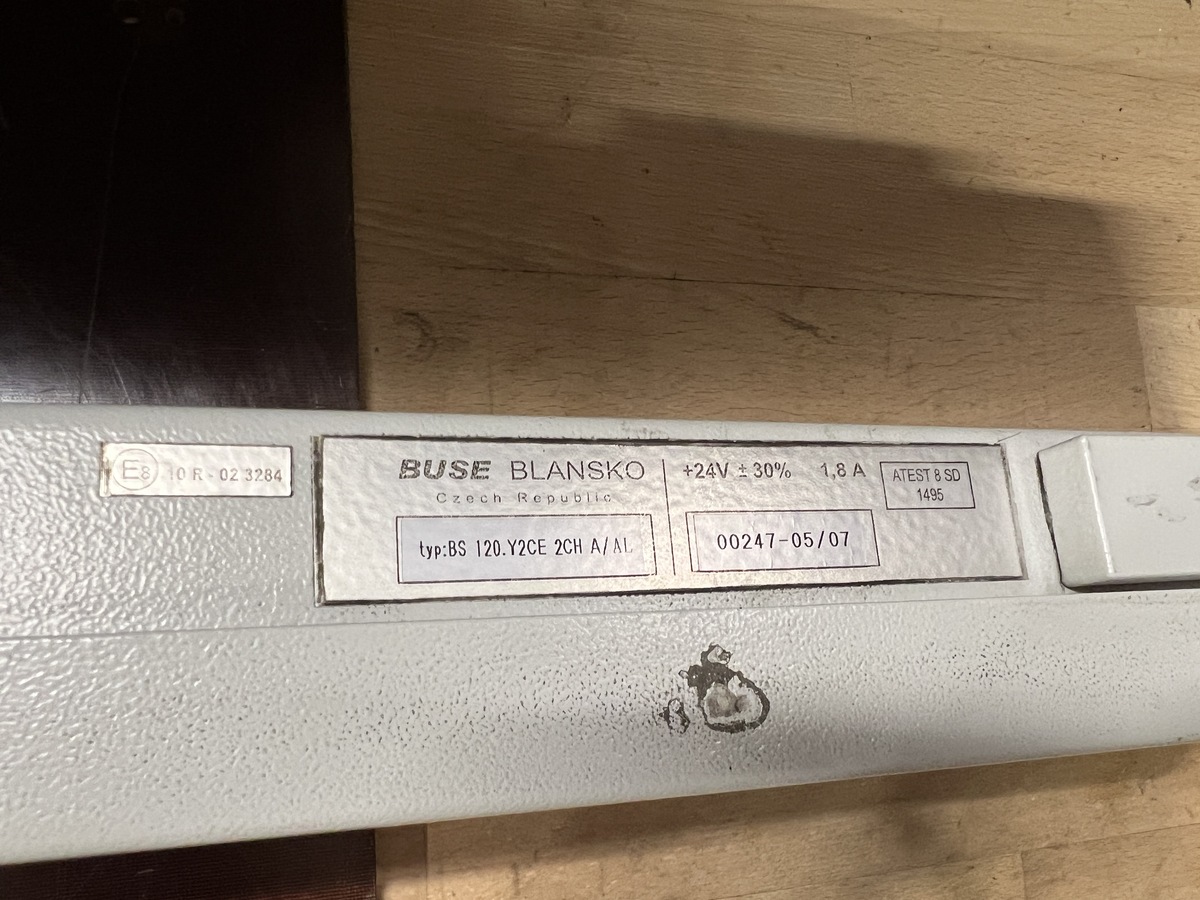 E8 10 R - 02 3284
BUSE BLANSKO
Czech Republic
typ:BS 120.Y2CE 2CH A/AL
+24V ± 30% 1,8 A
ATEST 8 SD
1495
00247-05/07